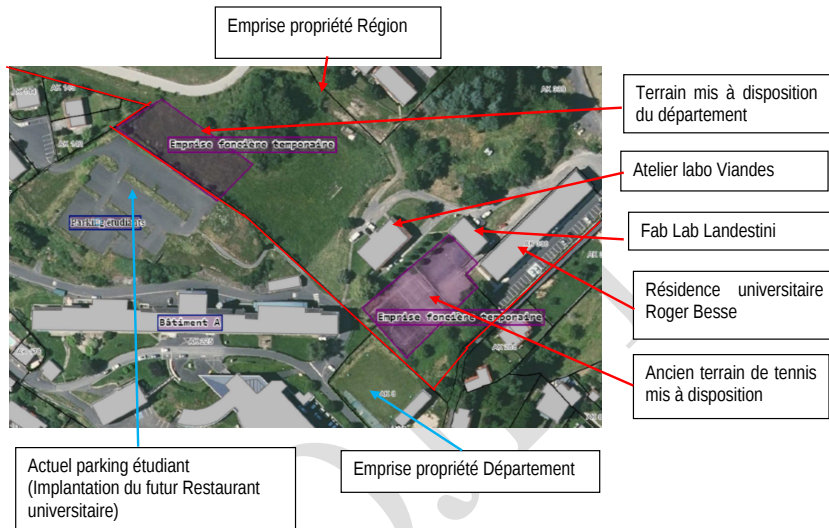 Emprise propriété Région
Terrain mis à disposition
du département
Emprise foncière temporaire
Atelier labo Viandes
Parking étudiants
Fab Lab Landestini
Résidence universitaire
Roger Besse
Emprise foncière temporaire
Bâtiment A
AK 225
Ancien terrain de tennis
mis à disposition
Actuel parking étudiant
(Implantation du futur Restaurant
universitaire)
Emprise propriété Département